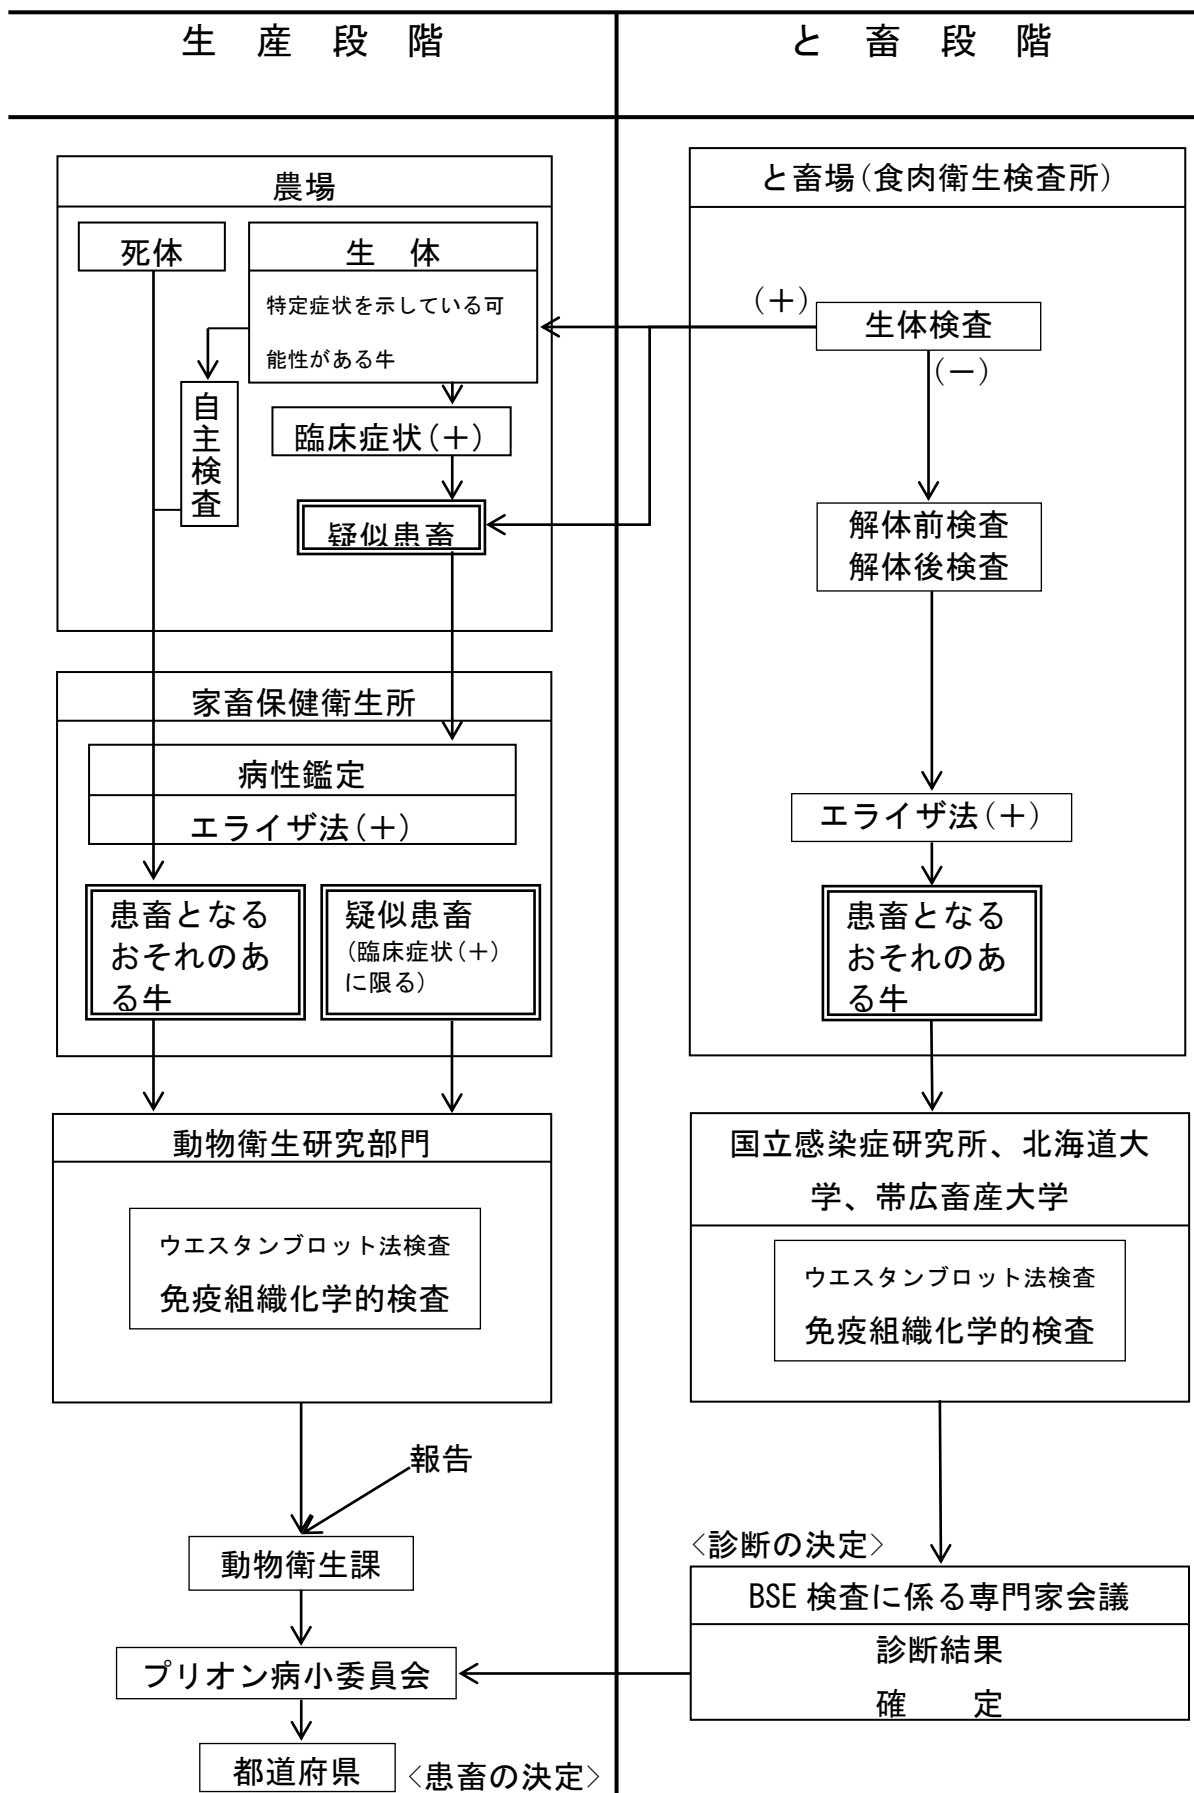 生　産　段　階
と　畜　段　階
農場
死体
生　体
特定症状を示している可
能性がある牛
自主検査
臨床症状(＋)
疑似患畜
家畜保健衛生所
病性鑑定
エライザ法(＋)
患畜となる
おそれのあ
る牛
疑似患畜
(臨床症状(＋)
に限る)
動物衛生研究部門
ウエスタンブロット法検査
免疫組織化学的検査
報告
動物衛生課
プリオン病小委員会
都道府県
<患畜の決定>
と畜場(食肉衛生検査所)
(＋)
生体検査
(－)
解体前検査
解体後検査
エライザ法(＋)
患畜となる
おそれのあ
る牛
国立感染症研究所、北海道大
学、帯広畜産大学
ウエスタンブロット法検査
免疫組織化学的検査
<診断の決定>
BSE 検査に係る専門家会議
診断結果
確　　定